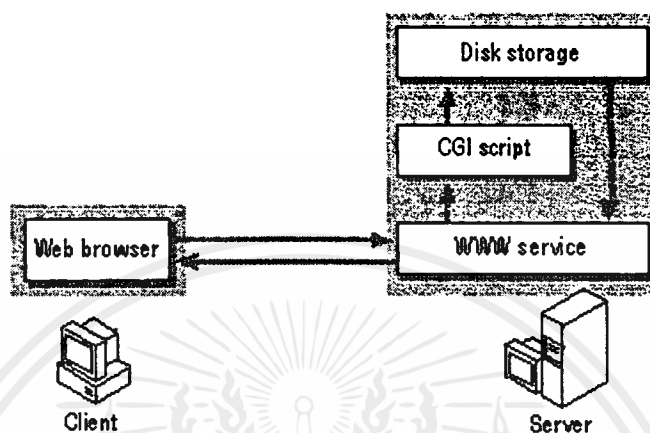 Disk storage
CGI script
Web browser
WWW service
Client
Server